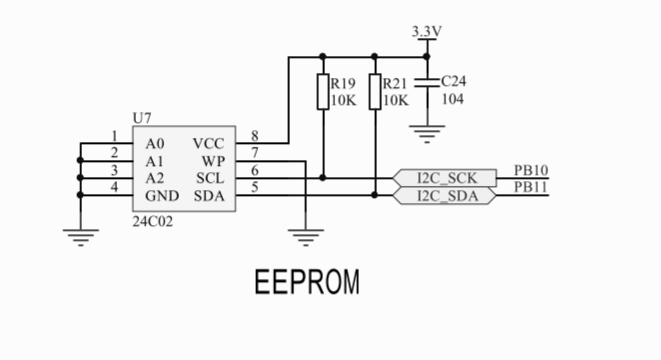 3.3V
R19
10K
R21
10K
C24
104
U7
1
2
3
4
A0
A1
A2
GND
VCC
WP
SCL
SDA
8
7
6
5
24C02
I2C_SCK
I2C_SDA
PB10
PB11
EEPROM